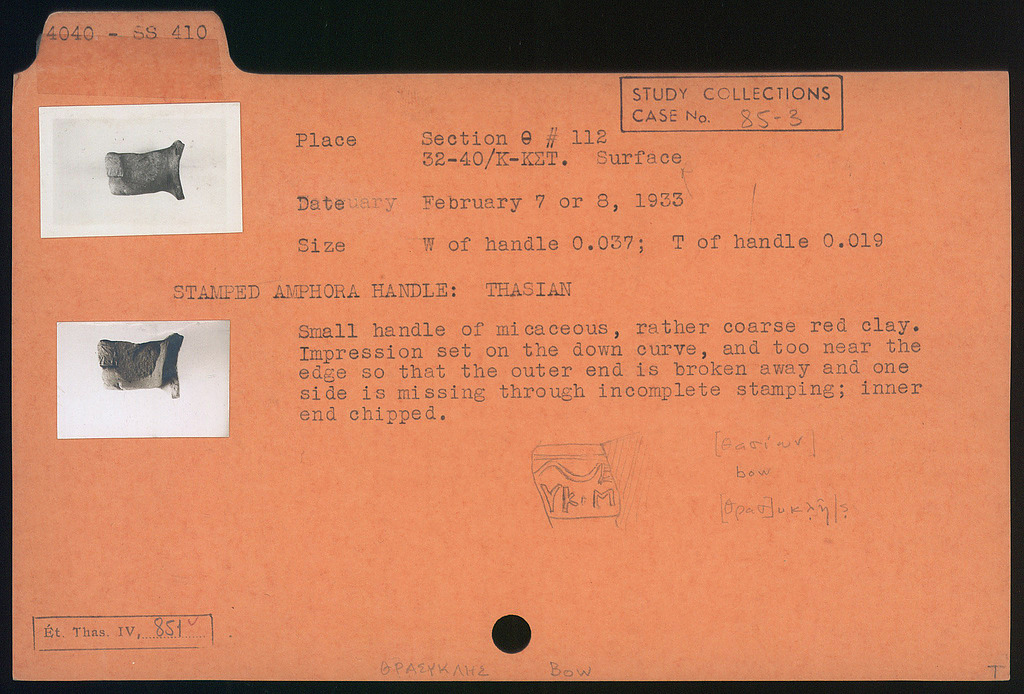 4040 - SS 410
STUDY COLLECTIONS
CASE No. 85-3
Place Section θ # 112
32-40/Κ-ΚΣΤ. Surface
Date February 7 or 8, 1933
Size W of handle 0.037; T of handle 0.019
STAMPED AMPHORA HANDLE: THASIAN
Small handle of micaceous, rather coarse red clay.
Impression set on the down curve, and too near the
edge so that the outer end is broken away and one
side is missing through incomplete stamping; inner
end chipped.
[Θασίων]
bow
[Θρασ]υκλῆ|ς
ΥΚΛΗ
Ét. Thas. IV, 851
ΘΡΑΣΥΚΛΗΣ Bow
T